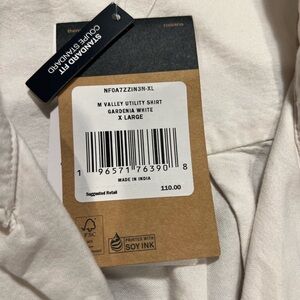 STANDARD FIT
COUPE STANDARD
NF0A7ZZIN3N-XL
M VALLEY UTILITY SHIRT
GARDENIA WHITE
X LARGE
1 96571 76390 8
MADE IN INDIA
Suggested Retail 110.00
FSC
PRINTED WITH
SOY INK